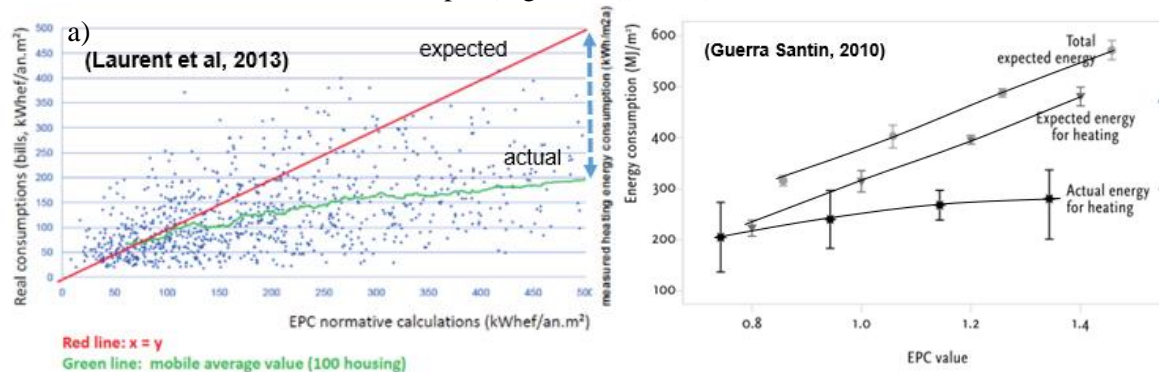 a)
(Laurent et al, 2013)
expected
actual
Real consumptions (bills, kWhef/an.m²)
500
450
400
350
300
250
200
150
100
50
0
0
50
100
150
200
250
300
350
400
450
500
EPC normative calculations (kWhef/an.m²)
Red line: x = y
Green line: mobile average value (100 housing)
measured heating energy consumption (kWh/m2a)
(Guerra Santin, 2010)
Energy consumption (MJ/m²)
600
500
400
300
200
100
Total
expected energy
Expected energy
for heating
Actual energy
for heating
0.8
1.0
1.2
1.4
EPC value